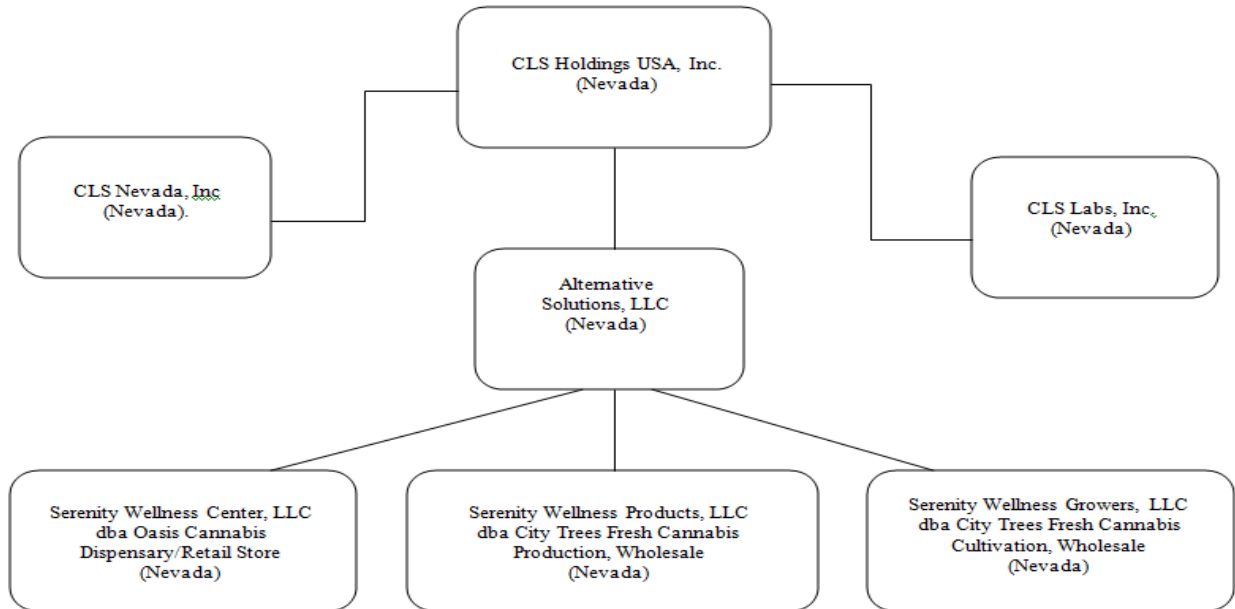 CLS Holdings USA, Inc.
(Nevada)
CLS Nevada, Inc
(Nevada).
CLS Labs, Inc.
(Nevada)
Alternative
Solutions, LLC
(Nevada)
Serenity Wellness Center, LLC
dba Oasis Cannabis
Dispensary/Retail Store
(Nevada)
Serenity Wellness Products, LLC
dba City Trees Fresh Cannabis
Production, Wholesale
(Nevada)
Serenity Wellness Growers, LLC
dba City Trees Fresh Cannabis
Cultivation, Wholesale
(Nevada)